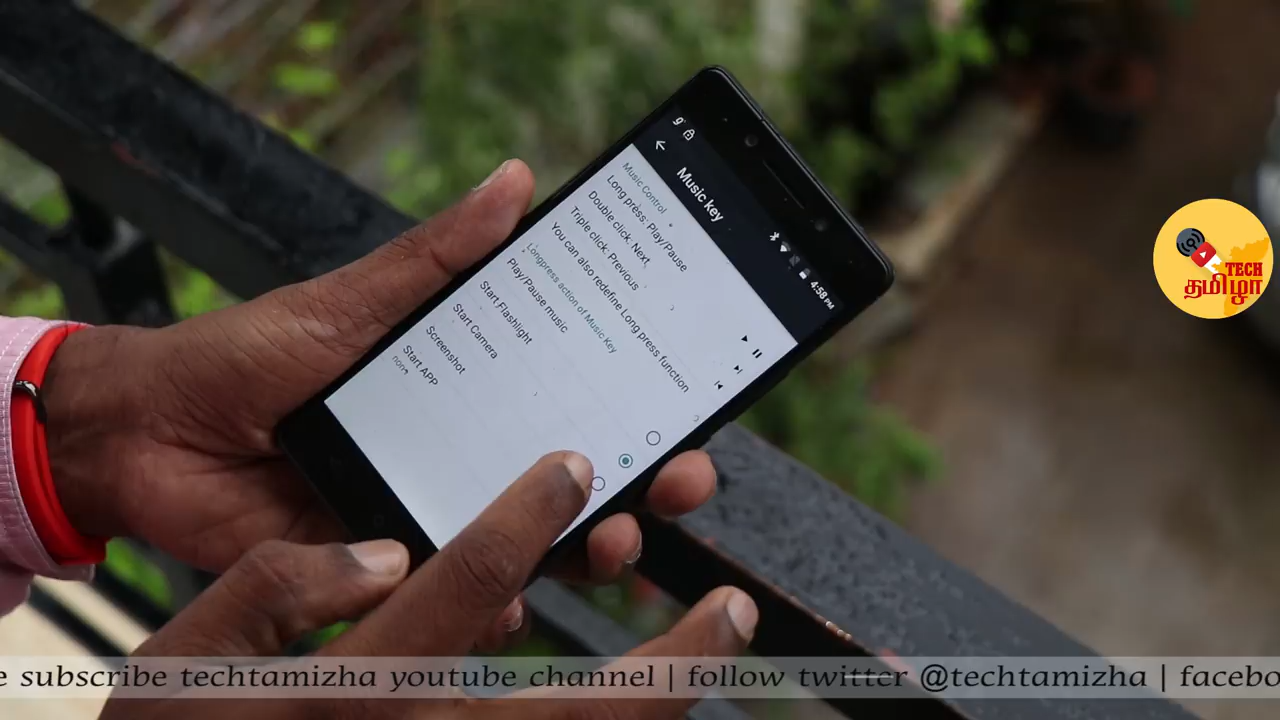 4:58 PM
Music key
Music Control
Long press: Play/Pause
Double click: Next
Triple click: Previous
You can also redefine Long press function
Longpress action of Music Key
Play/Pause music
Start Flashlight
Start Camera
Screenshot
Start APP
none
TECH
தமிழா
e subscribe techtamizha youtube channel | follow twitter @techtamizha | facebo